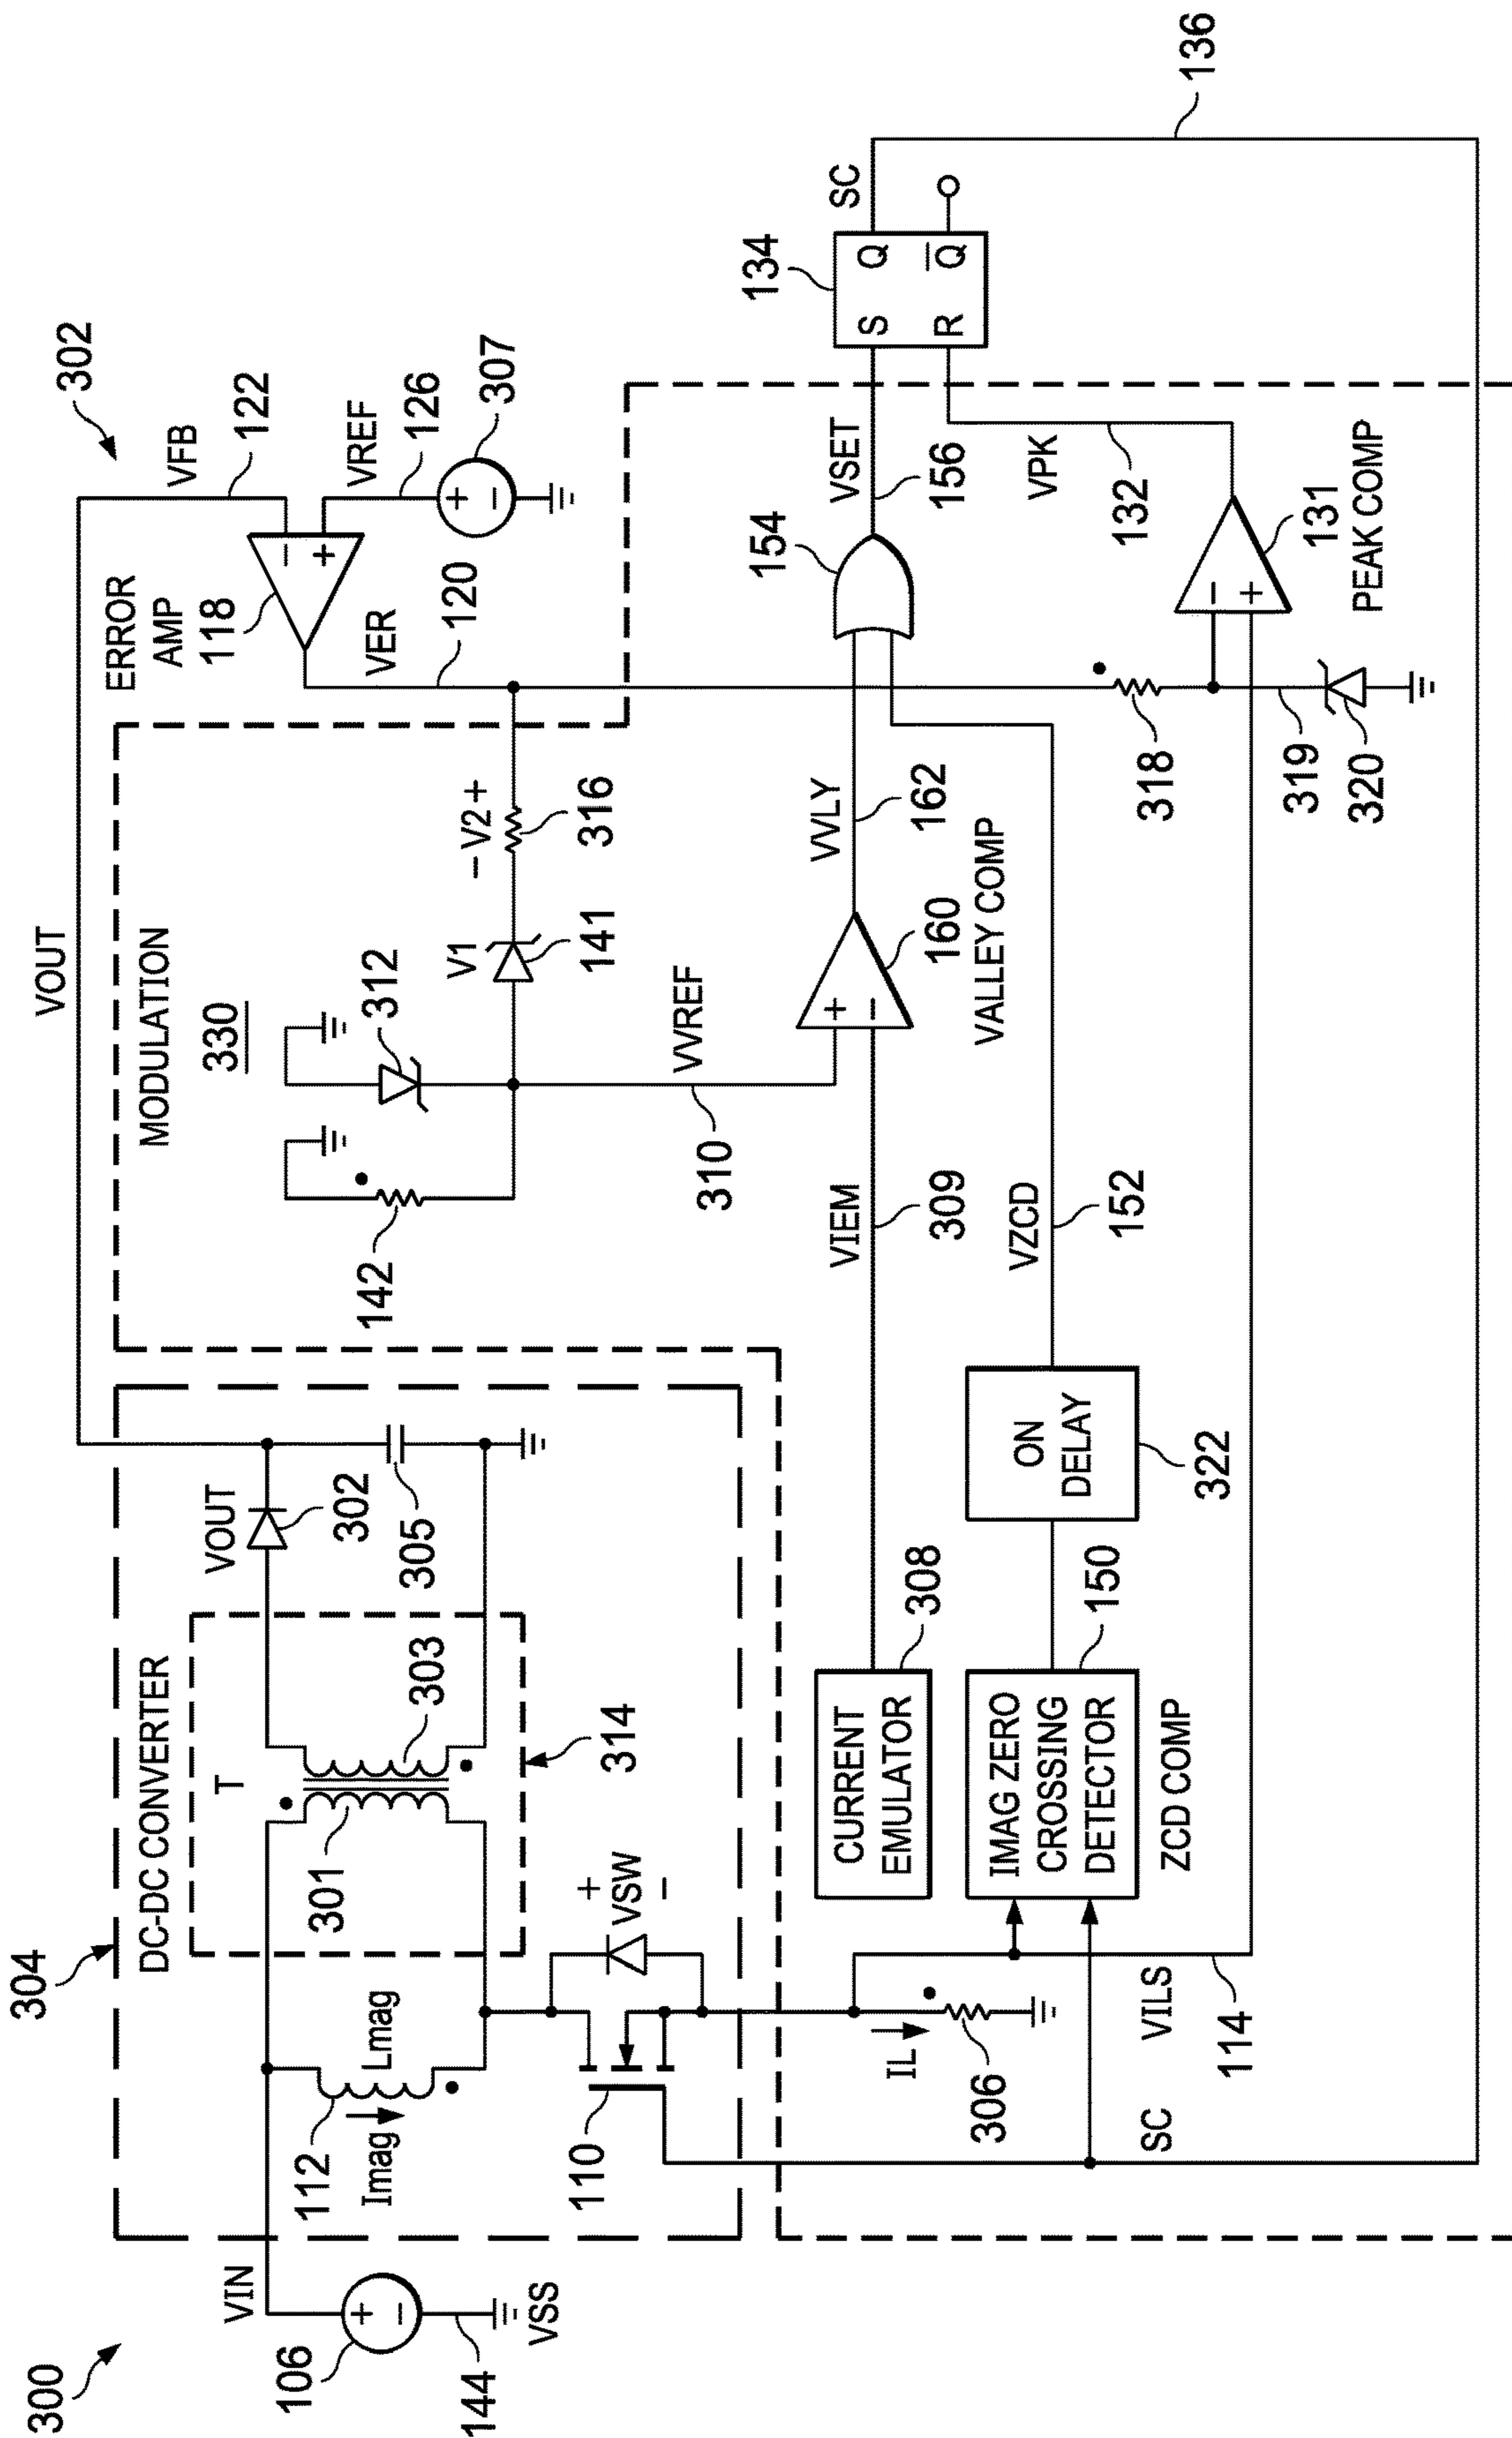 300
304
DC-DC CONVERTER
VIN
106
144
VSS
112
Imag
Lmag
T
301
303
314
VOUT
302
305
110
+
VSW
−
IL
306
VOUT
MODULATION
330
142
312
V1
141
− V2 +
316
VVREF
310
ERROR
AMP
118
−
+
VER
120
302
VFB
122
VREF
126
307
+
−
CURRENT
EMULATOR
308
VIEM
309
+
−
160
VALLEY COMP
VVLY
162
154
VSET
156
134
S
Q
R
Q
SC
136
IMAG ZERO
CROSSING
DETECTOR
150
ZCD COMP
ON
DELAY
322
VZCD
152
318
319
320
−
+
131
PEAK COMP
VPK
132
VILS
114
SC
+
−